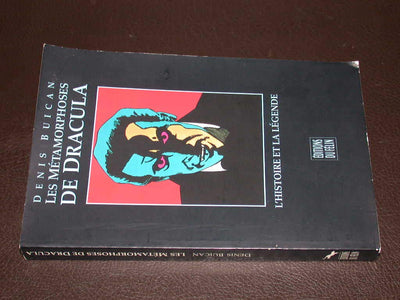 DENIS BUICAN
LES MÉTAMORPHOSES
DE DRACULA
L'HISTOIRE ET LA LÉGENDE
ÉDITIONS
DU FÉLIN
DENIS BUICAN LES MÉTAMORPHOSES DE DRACULA